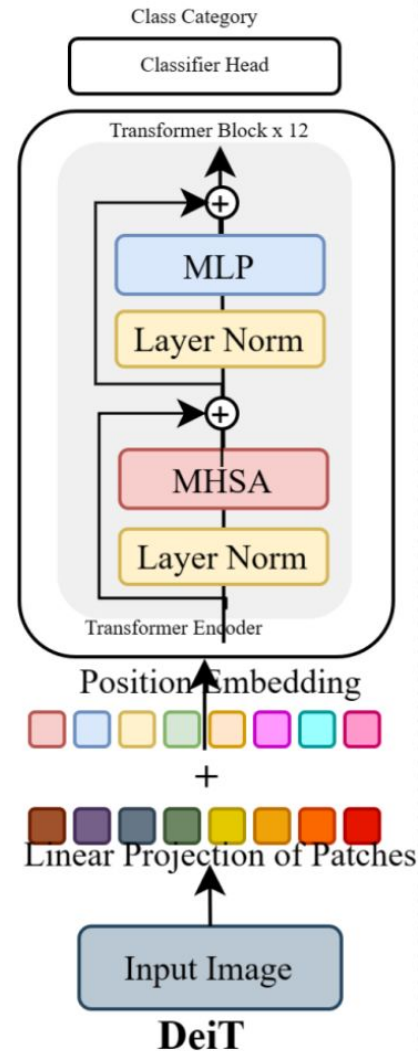 Class Category
Classifier Head
Transformer Block x 12
+
MLP
Layer Norm
+
MHSA
Layer Norm
Transformer Encoder
Position Embedding
+
Linear Projection of Patches
Input Image
DeiT